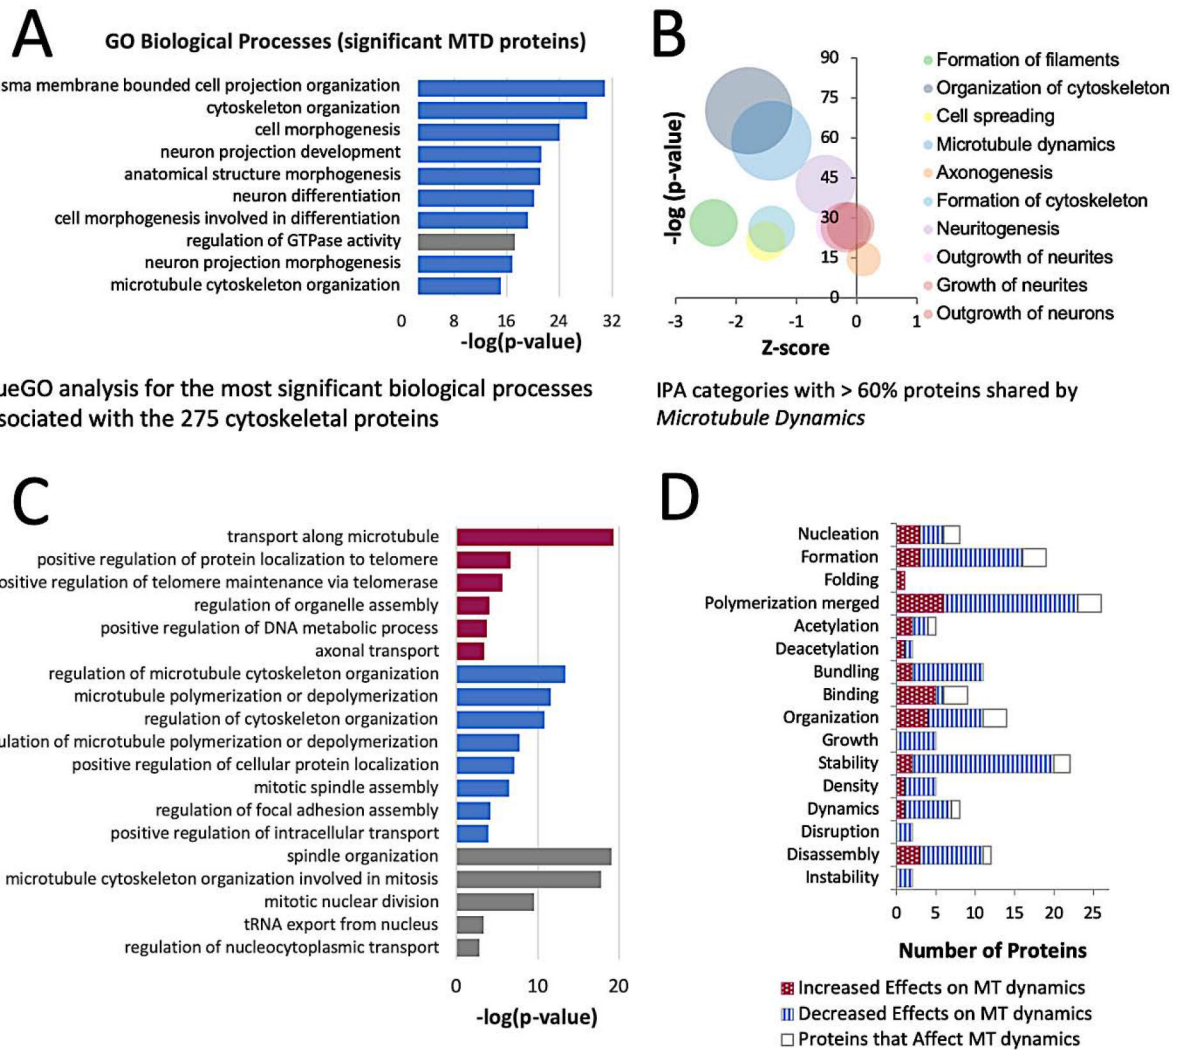 A
GO Biological Processes (significant MTD proteins)
sma membrane bounded cell projection organization
cytoskeleton organization
cell morphogenesis
neuron projection development
anatomical structure morphogenesis
neuron differentiation
cell morphogenesis involved in differentiation
regulation of GTPase activity
neuron projection morphogenesis
microtubule cytoskeleton organization
0 8 16 24 32
-log(p-value)
ueGO analysis for the most significant biological processes
sociated with the 275 cytoskeletal proteins
B
-log (p-value)
90
75
60
45
30
15
0
-3 -2 -1 0 1
Z-score
Formation of filaments
Organization of cytoskeleton
Cell spreading
Microtubule dynamics
Axonogenesis
Formation of cytoskeleton
Neuritogenesis
Outgrowth of neurites
Growth of neurites
Outgrowth of neurons
IPA categories with > 60% proteins shared by
Microtubule Dynamics
C
transport along microtubule
positive regulation of protein localization to telomere
ositive regulation of telomere maintenance via telomerase
regulation of organelle assembly
positive regulation of DNA metabolic process
axonal transport
regulation of microtubule cytoskeleton organization
microtubule polymerization or depolymerization
regulation of cytoskeleton organization
ulation of microtubule polymerization or depolymerization
positive regulation of cellular protein localization
mitotic spindle assembly
regulation of focal adhesion assembly
positive regulation of intracellular transport
spindle organization
microtubule cytoskeleton organization involved in mitosis
mitotic nuclear division
tRNA export from nucleus
regulation of nucleocytoplasmic transport
0 10 20
-log(p-value)
D
Nucleation
Formation
Folding
Polymerization merged
Acetylation
Deacetylation
Bundling
Binding
Organization
Growth
Stability
Density
Dynamics
Disruption
Disassembly
Instability
0 5 10 15 20 25
Number of Proteins
Increased Effects on MT dynamics
Decreased Effects on MT dynamics
Proteins that Affect MT dynamics